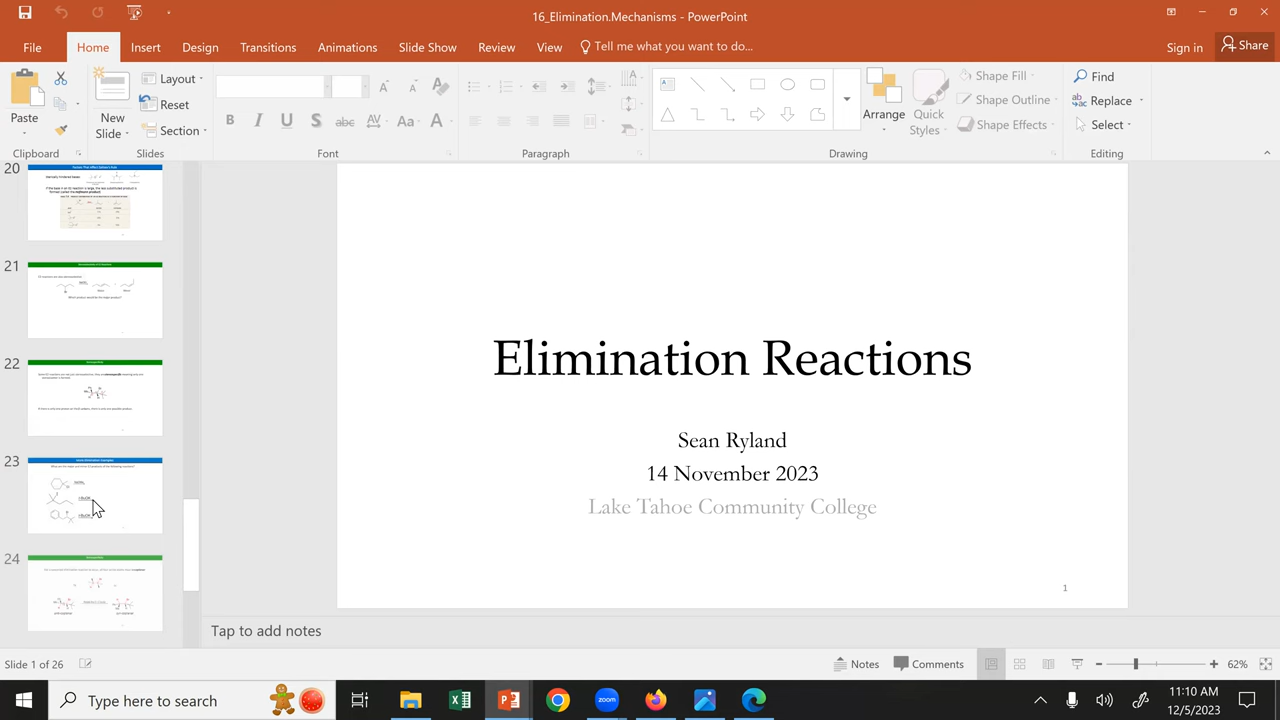 16_Elimination.Mechanisms - PowerPoint
File Home Insert Design Transitions Animations Slide Show Review View Tell me what you want to do... Sign in Share
Paste
New Slide
Layout
Reset
Section
B I U S abc AV Aa A
Arrange
Quick Styles
Shape Fill
Shape Outline
Shape Effects
Find
Replace
Select
Clipboard Slides Font Paragraph Drawing Editing
20
21
22
23
24
Elimination Reactions
Sean Ryland
14 November 2023
Lake Tahoe Community College
1
Tap to add notes
Slide 1 of 26 Notes Comments 62%
Type here to search zoom 11:10 AM
12/5/2023